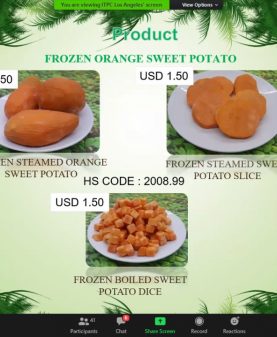 You are viewing ITPC Los Angeles' screen View Options
Product
FROZEN ORANGE SWEET POTATO
50
USD 1.50
EN STEAMED ORANGE
SWEET POTATO
FROZEN STEAMED SWE
POTATO SLICE
HS CODE : 2008.99
USD 1.50
FROZEN BOILED SWEET
POTATO DICE
Participants Chat Share Screen Record Reactions